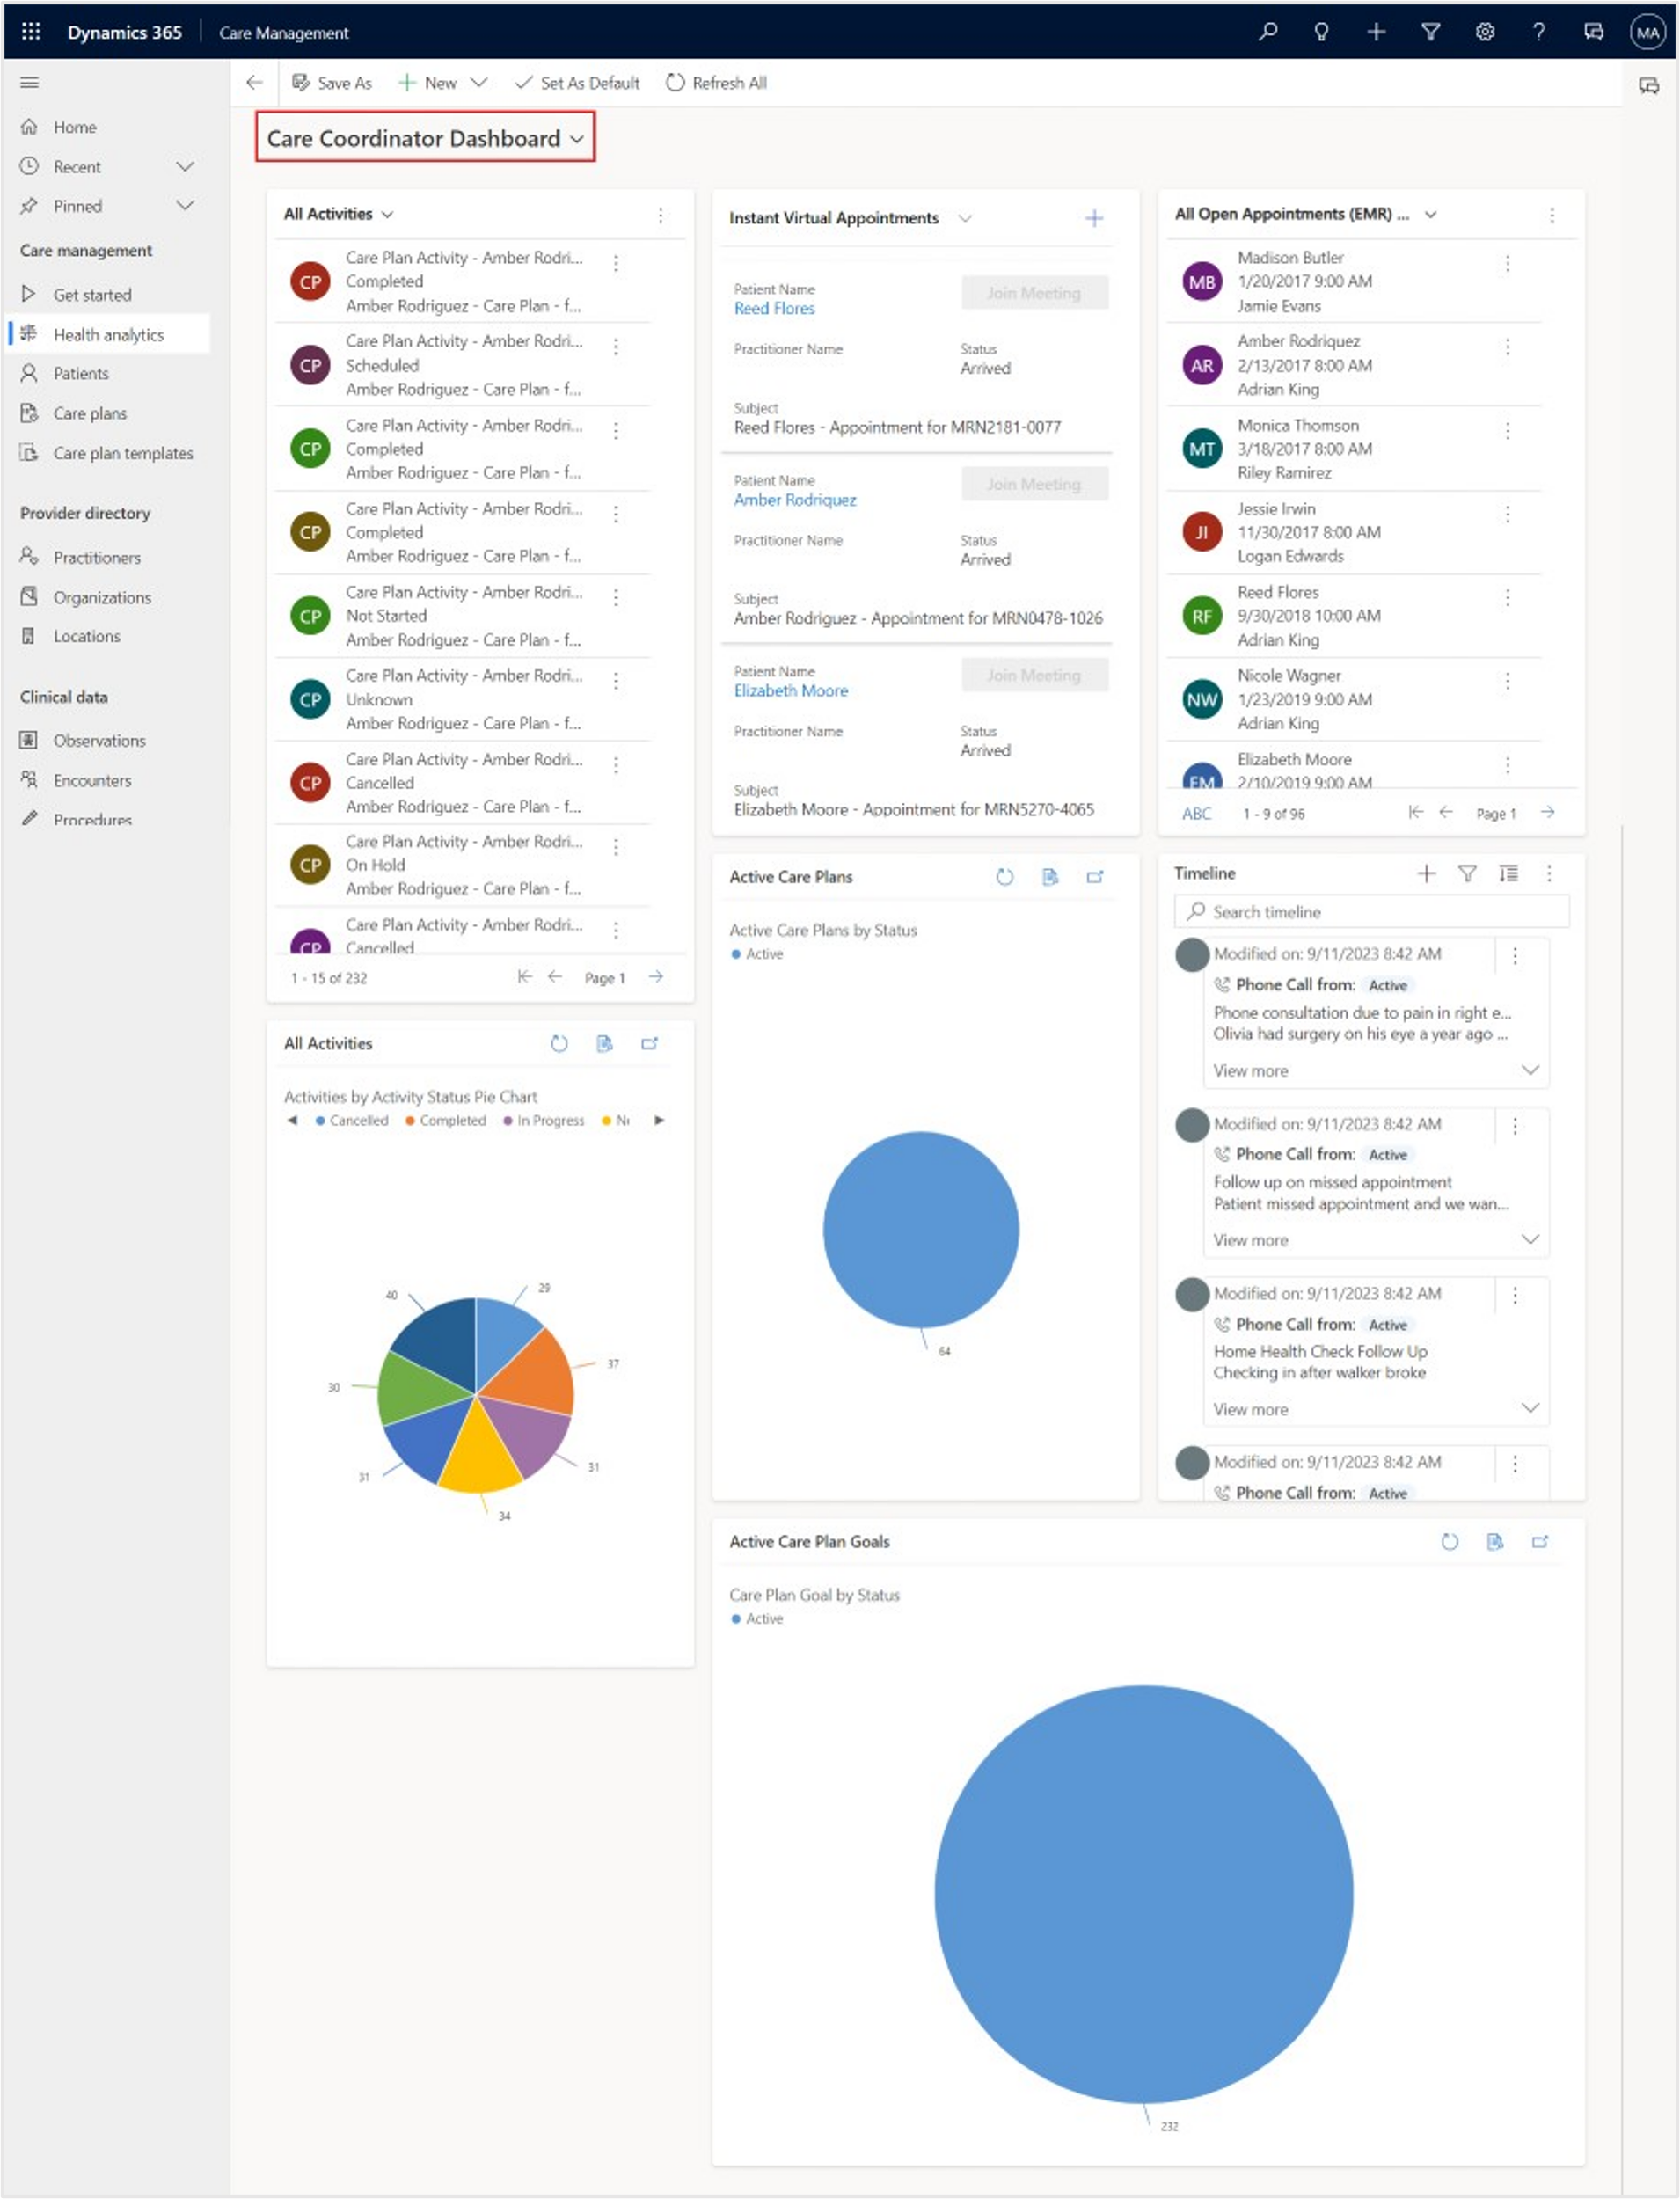 Dynamics 365
Care Management
MA
Save As
New
Set As Default
Refresh All
Home
Recent
Pinned
Care management
Get started
Health analytics
Patients
Care plans
Care plan templates
Provider directory
Practitioners
Organizations
Locations
Clinical data
Observations
Encounters
Procedures
Care Coordinator Dashboard
All Activities
CP
Care Plan Activity - Amber Rodri...
Completed
Amber Rodriguez - Care Plan - f...
CP
Care Plan Activity - Amber Rodri...
Scheduled
Amber Rodriguez - Care Plan - f...
CP
Care Plan Activity - Amber Rodri...
Completed
Amber Rodriguez - Care Plan - f...
CP
Care Plan Activity - Amber Rodri...
Completed
Amber Rodriguez - Care Plan - f...
CP
Care Plan Activity - Amber Rodri...
Not Started
Amber Rodriguez - Care Plan - f...
CP
Care Plan Activity - Amber Rodri...
Unknown
Amber Rodriguez - Care Plan - f...
CP
Care Plan Activity - Amber Rodri...
Cancelled
Amber Rodriguez - Care Plan - f...
CP
Care Plan Activity - Amber Rodri...
On Hold
Amber Rodriguez - Care Plan - f...
CP
Care Plan Activity - Amber Rodri...
Cancelled
1 - 15 of 232
Page 1
All Activities
Activities by Activity Status Pie Chart
Cancelled
Completed
In Progress
29
37
31
34
31
30
40
Instant Virtual Appointments
Patient Name
Reed Flores
Join Meeting
Practitioner Name
Status
Arrived
Subject
Reed Flores - Appointment for MRN2181-0077
Patient Name
Amber Rodriquez
Join Meeting
Practitioner Name
Status
Arrived
Subject
Amber Rodriguez - Appointment for MRN0478-1026
Patient Name
Elizabeth Moore
Join Meeting
Practitioner Name
Status
Arrived
Subject
Elizabeth Moore - Appointment for MRN5270-4065
Active Care Plans
Active Care Plans by Status
Active
64
All Open Appointments (EMR) ...
MB
Madison Butler
1/20/2017 9:00 AM
Jamie Evans
AR
Amber Rodriquez
2/13/2017 8:00 AM
Adrian King
MT
Monica Thomson
3/18/2017 8:00 AM
Riley Ramirez
JI
Jessie Irwin
11/30/2017 8:00 AM
Logan Edwards
RF
Reed Flores
9/30/2018 10:00 AM
Adrian King
NW
Nicole Wagner
1/23/2019 9:00 AM
Adrian King
EM
Elizabeth Moore
2/10/2019 9:00 AM
ABC
1 - 9 of 96
Page 1
Timeline
Search timeline
Modified on: 9/11/2023 8:42 AM
Phone Call from: Active
Phone consultation due to pain in right e...
Olivia had surgery on his eye a year ago ...
View more
Modified on: 9/11/2023 8:42 AM
Phone Call from: Active
Follow up on missed appointment
Patient missed appointment and we wan...
View more
Modified on: 9/11/2023 8:42 AM
Phone Call from: Active
Home Health Check Follow Up
Checking in after walker broke
View more
Modified on: 9/11/2023 8:42 AM
Phone Call from: Active
Active Care Plan Goals
Care Plan Goal by Status
Active
232